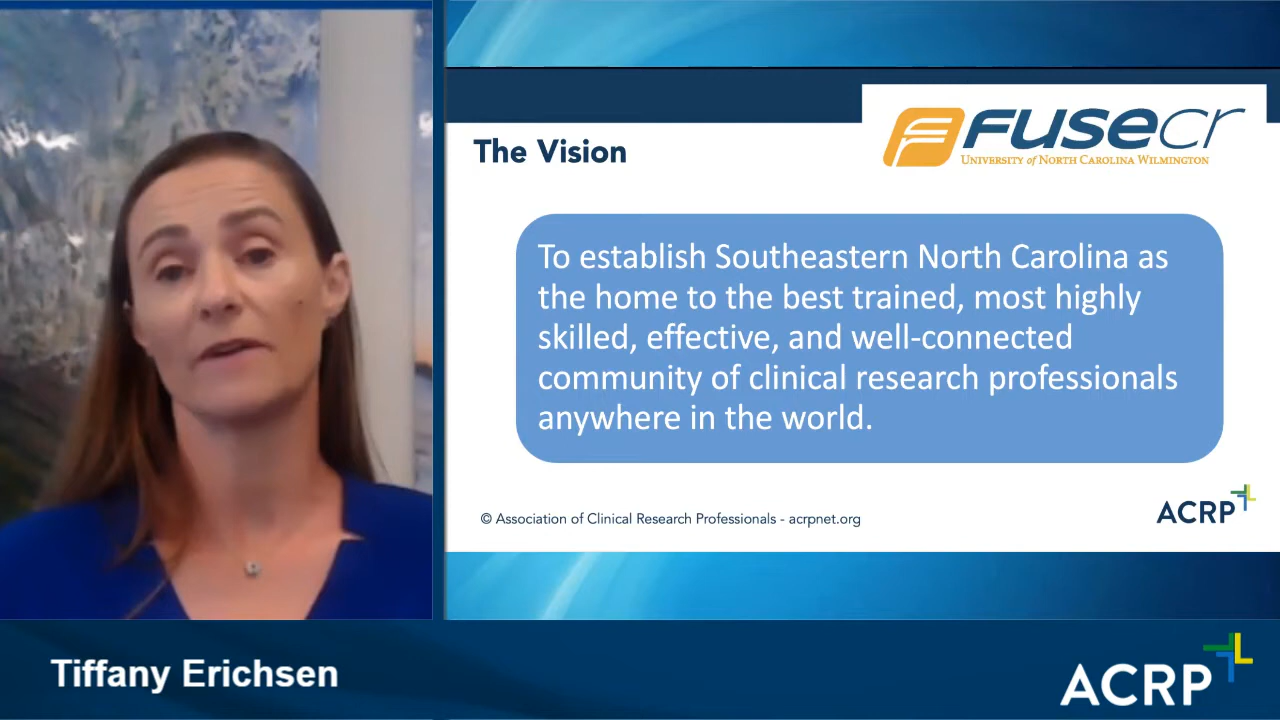 FUSECR
UNIVERSITY of NORTH CAROLINA WILMINGTON
The Vision
To establish Southeastern North Carolina as
the home to the best trained, most highly
skilled, effective, and well-connected
community of clinical research professionals
anywhere in the world.
© Association of Clinical Research Professionals - acrpnet.org
ACRP
Tiffany Erichsen
ACRP